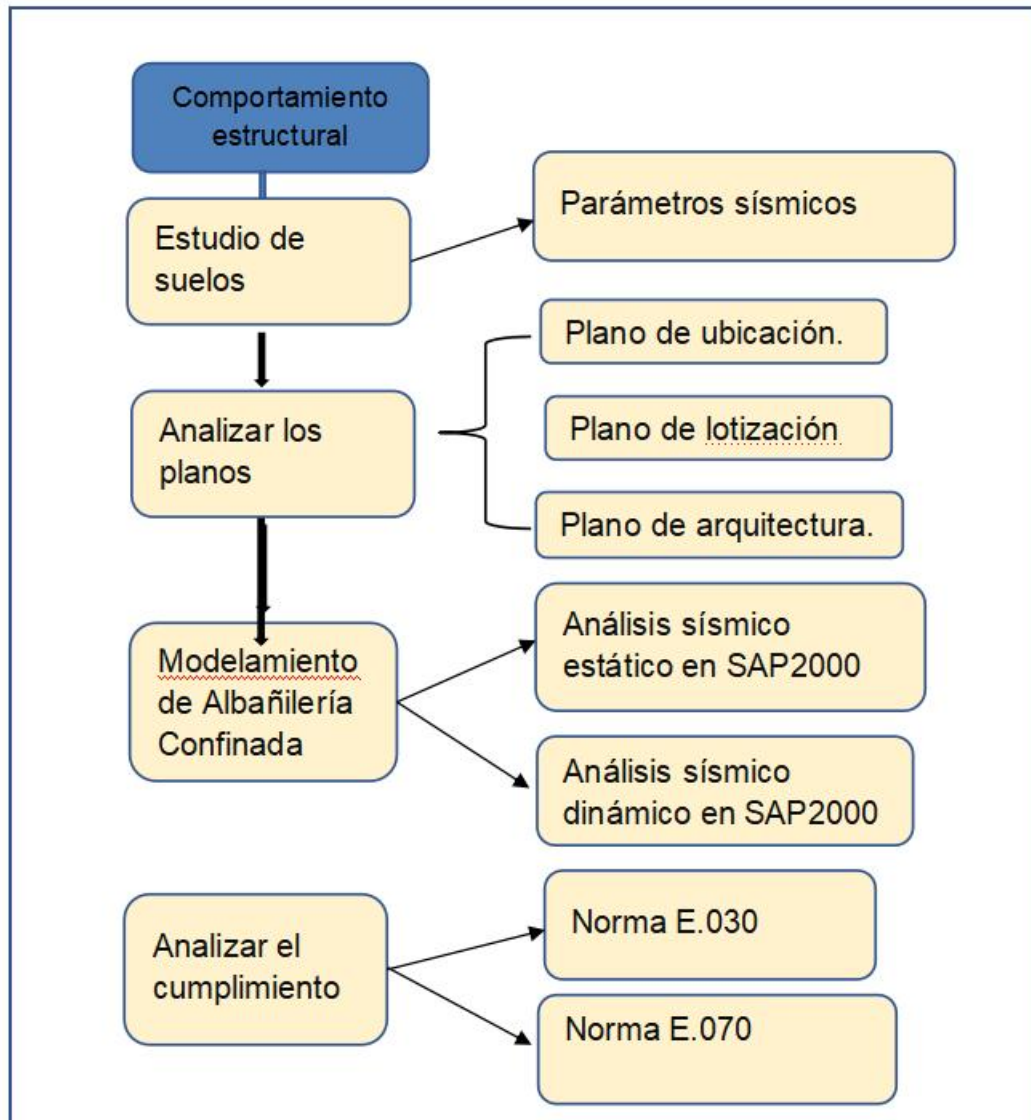 Comportamiento
estructural
Estudio de
suelos
Parámetros sísmicos
Analizar los
planos
Plano de ubicación.
Plano de lotización
Plano de arquitectura.
Modelamiento
de Albañilería
Confinada
Análisis sísmico
estático en SAP2000
Análisis sísmico
dinámico en SAP2000
Analizar el
cumplimiento
Norma E.030
Norma E.070